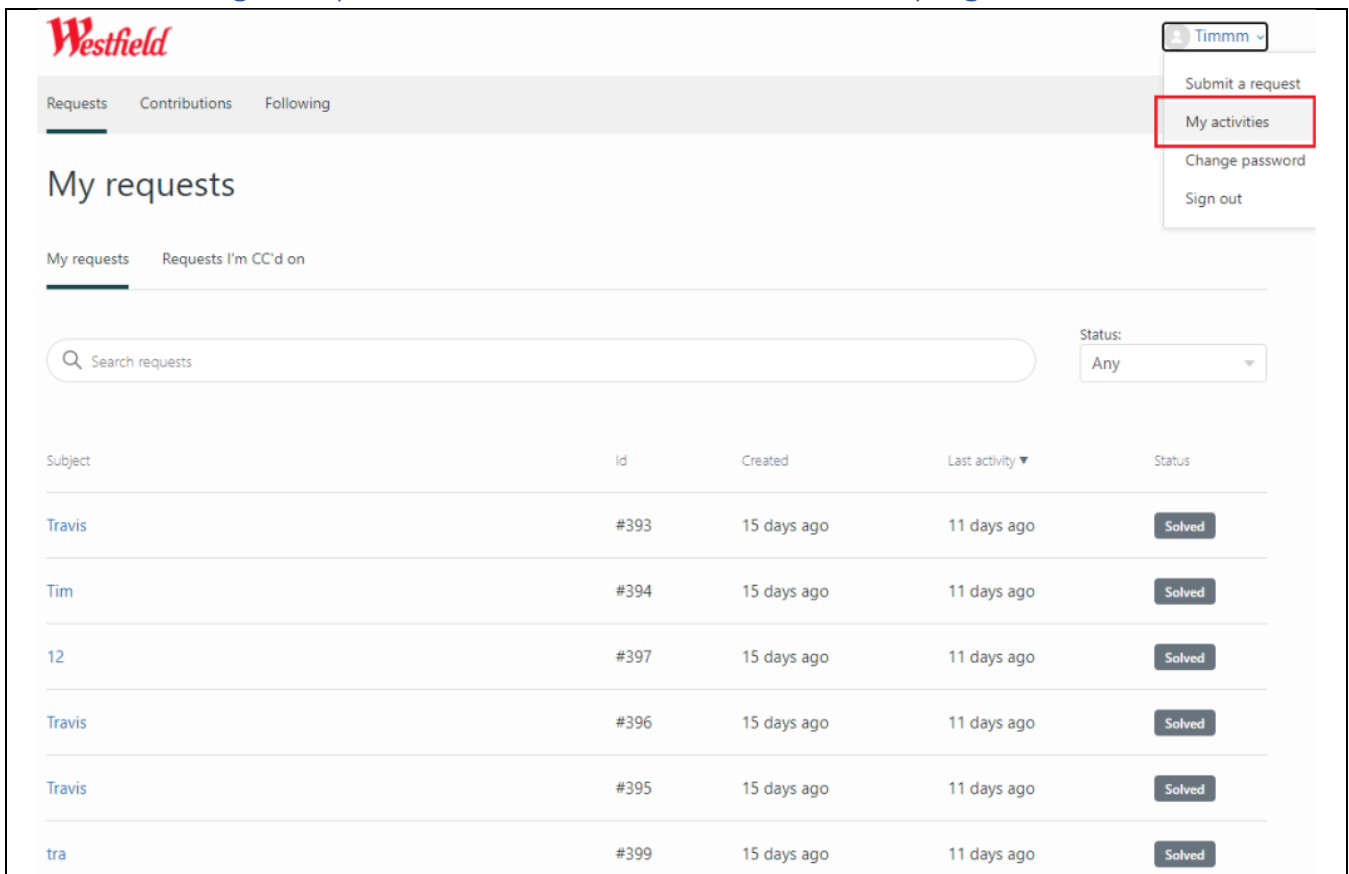 Westfield
Timmm
Submit a request
Requests Contributions Following
My activities
Change password
My requests
Sign out
My requests Requests I'm CC'd on
Status:
Search requests Any
Subject Id Created Last activity ▼ Status
Travis #393 15 days ago 11 days ago Solved
Tim #394 15 days ago 11 days ago Solved
12 #397 15 days ago 11 days ago Solved
Travis #396 15 days ago 11 days ago Solved
Travis #395 15 days ago 11 days ago Solved
tra #399 15 days ago 11 days ago Solved